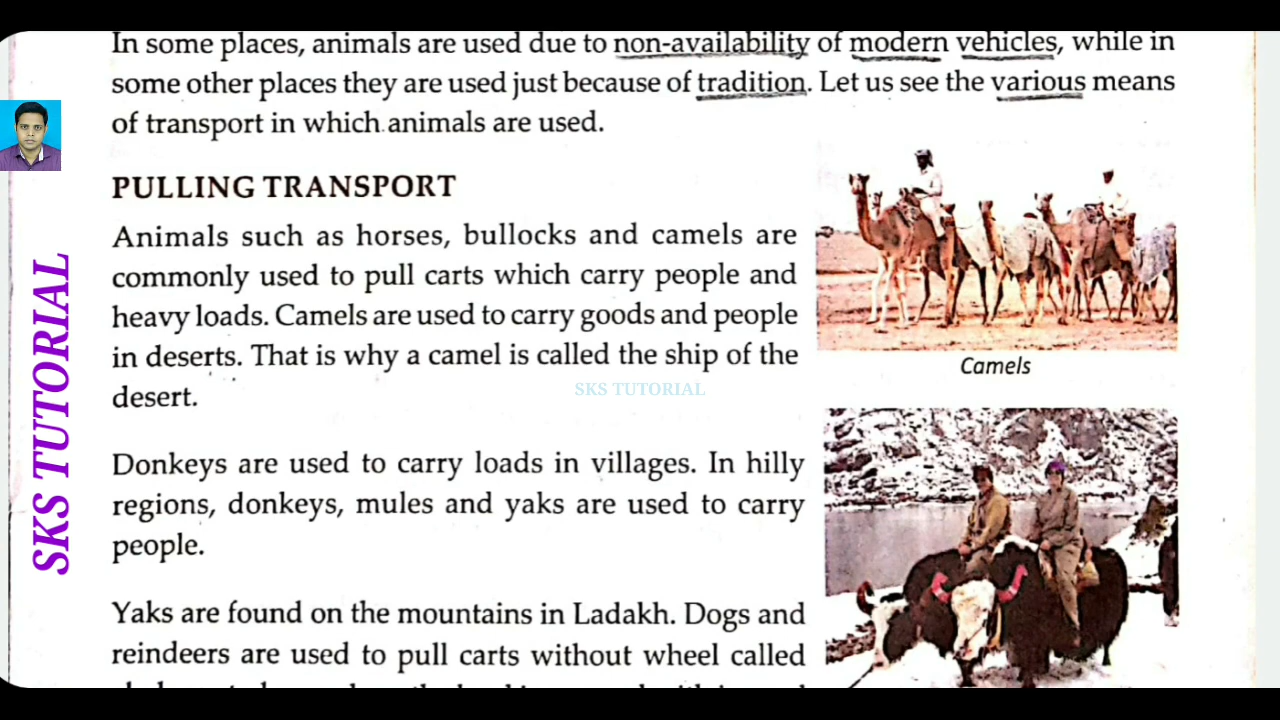 In some places, animals are used due to non-availability of modern vehicles, while in
some other places they are used just because of tradition. Let us see the various means
of transport in which animals are used.
PULLING TRANSPORT
Animals such as horses, bullocks and camels are
commonly used to pull carts which carry people and
heavy loads. Camels are used to carry goods and people
in deserts. That is why a camel is called the ship of the
desert.
Camels
Donkeys are used to carry loads in villages. In hilly
regions, donkeys, mules and yaks are used to carry
people.
Yaks are found on the mountains in Ladakh. Dogs and
reindeers are used to pull carts without wheel called
SKS TUTORIAL
SKS TUTORIAL